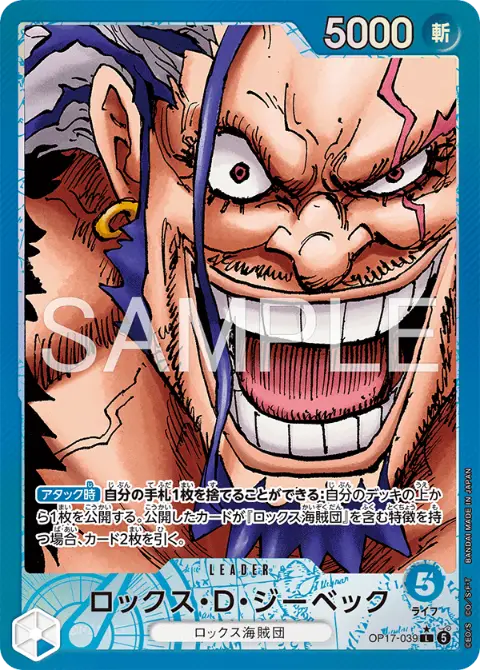 5000 斬
SAMPLE
アタック時 自分の手札1枚を捨てることができる:自分のデッキの上か
ら1枚を公開する。公開したカードが『ロックス海賊団』を含む特徴を持
つ場合、カード2枚を引く。
LEADER
ロックス・D・ジーベック
5
ライフ
ロックス海賊団
OP17-039 L 5
BANDAI MADE IN JAPAN